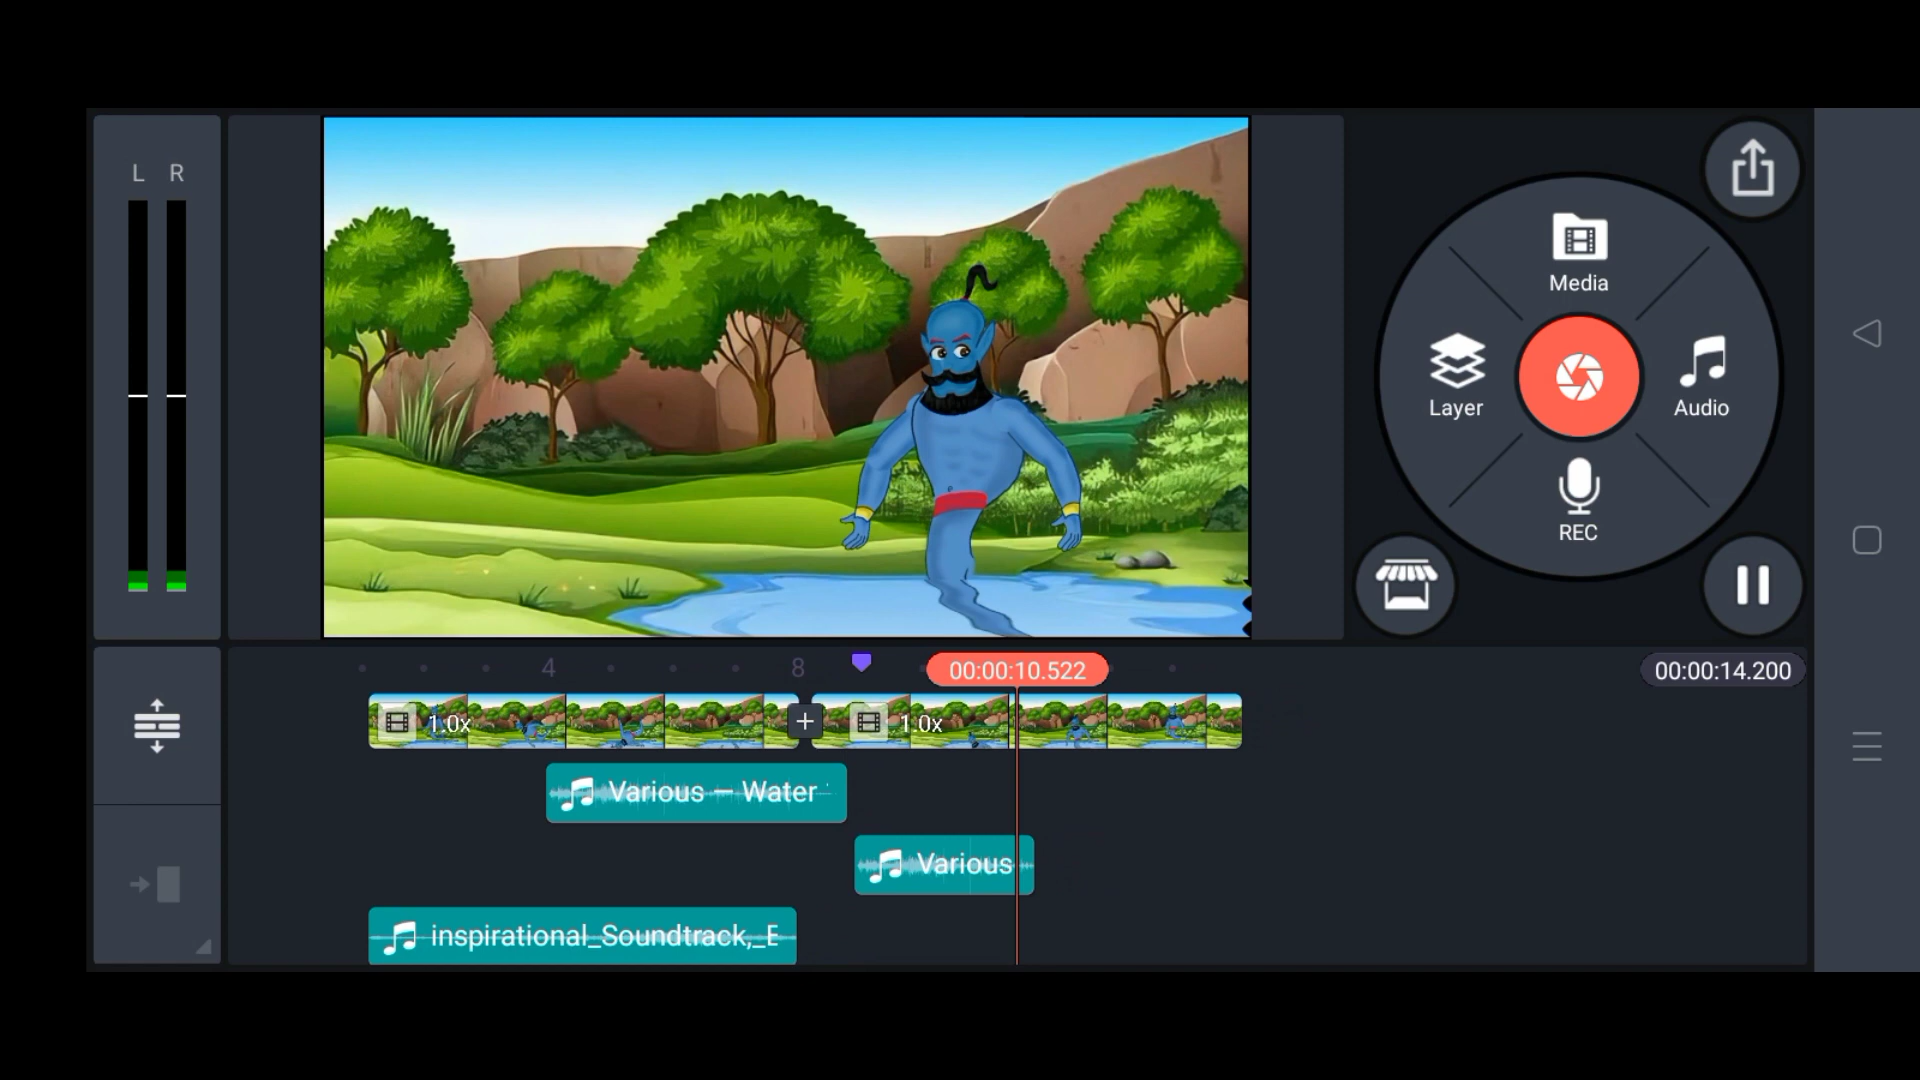 L R
Media
Layer
Audio
REC
4
8
00:00:10.522
00:00:14.200
1.0x
1.0x
Various – Water
Various
inspirational_Soundtrack,_E